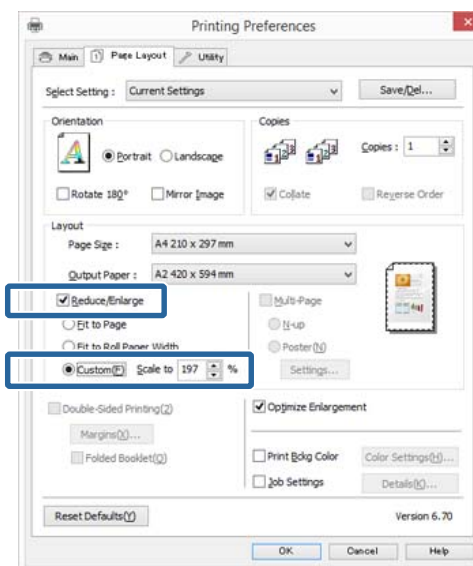 Printing Preferences
Main Page Layout Utility
Select Setting : Current Settings Save/Del...
Orientation Copies
Portrait Landscape Copies : 1
Rotate 180° Mirror Image Collate Reverse Order
Layout
Page Size : A4 210 x 297 mm
Output Paper : A2 420 x 594 mm
Reduce/Enlarge Multi-Page
Fit to Page N-up
Fit to Roll Paper Width Poster(N)
Custom(F) Scale to 197 % Settings...
Double-Sided Printing(2) Optimize Enlargement
Margins(X)...
Folded Booklet(O) Print Bckg Color Color Settings(H)...
Job Settings Details(K)...
Reset Defaults(Y) Version 6.70
OK Cancel Help